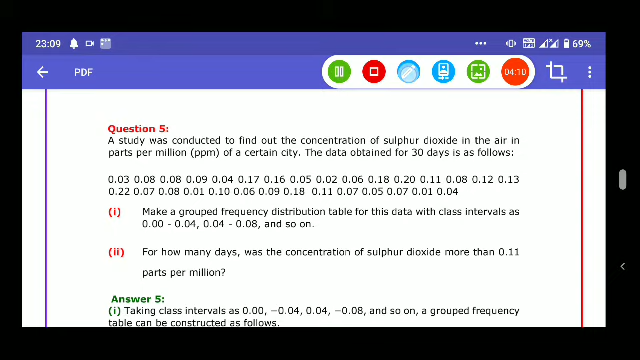 23:09
69%
PDF
04:10
Question 5:
A study was conducted to find out the concentration of sulphur dioxide in the air in
parts per million (ppm) of a certain city. The data obtained for 30 days is as follows:
0.03 0.08 0.08 0.09 0.04 0.17 0.16 0.05 0.02 0.06 0.18 0.20 0.11 0.08 0.12 0.13
0.22 0.07 0.08 0.01 0.10 0.06 0.09 0.18 0.11 0.07 0.05 0.07 0.01 0.04
(i) Make a grouped frequency distribution table for this data with class intervals as
0.00 - 0.04, 0.04 - 0.08, and so on.
(ii) For how many days, was the concentration of sulphur dioxide more than 0.11
parts per million?
Answer 5:
(i) Taking class intervals as 0.00, −0.04, 0.04, −0.08, and so on, a grouped frequency
table can be constructed as follows.